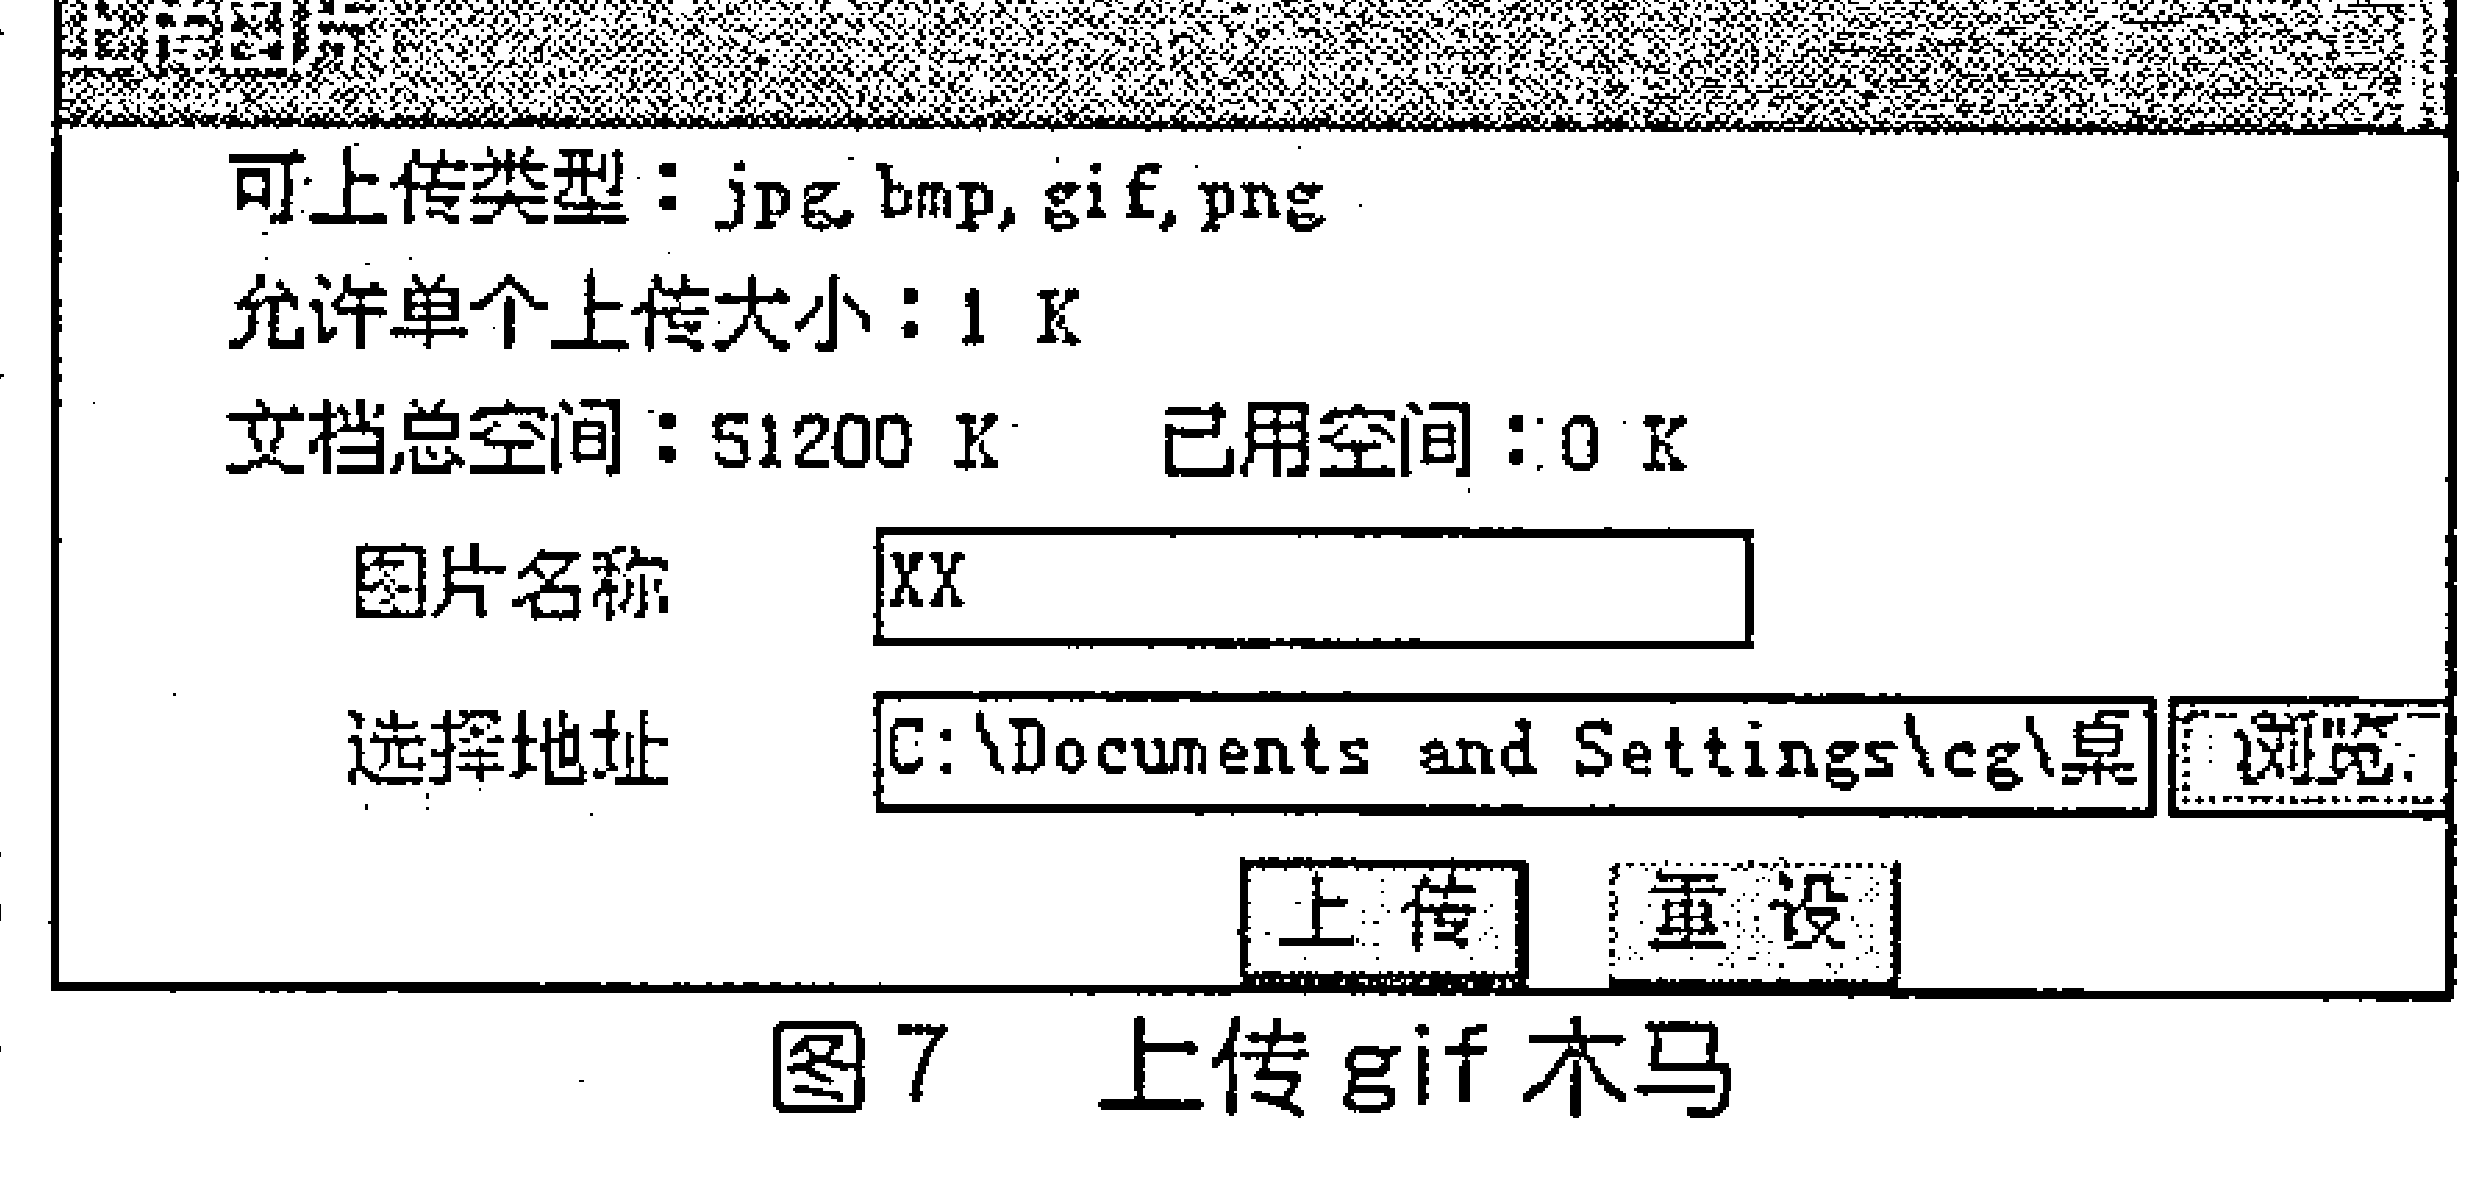 可上传类型：jpg,bmp,gif,png
允许单个上传大小：1 K
文档总空间：51200 K 已用空间：0 K
图片名称 XX
选择地址 C:\Documents and Settings\cg\桌 浏览.
上 传 重 设
图7 上传gif木马